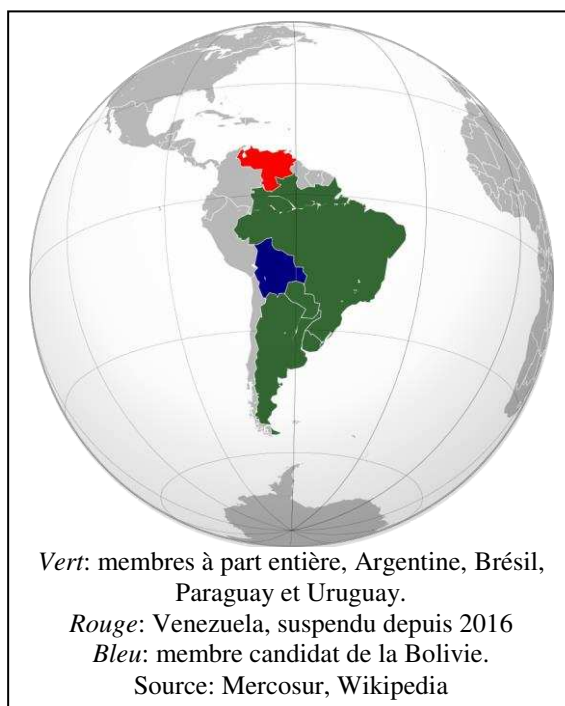 Vert: membres à part entière, Argentine, Brésil,
Paraguay et Uruguay.
Rouge: Venezuela, suspendu depuis 2016
Bleu: membre candidat de la Bolivie.
Source: Mercosur, Wikipedia